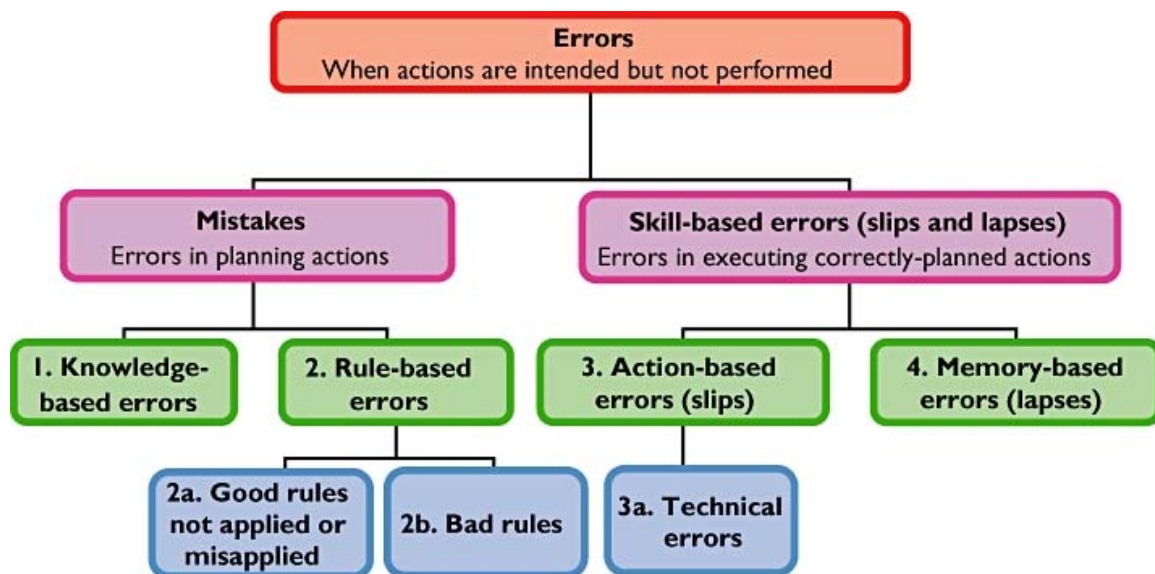 Errors
When actions are intended but not performed
Mistakes
Errors in planning actions
Skill-based errors (slips and lapses)
Errors in executing correctly-planned actions
1. Knowledge-
based errors
2. Rule-based
errors
3. Action-based
errors (slips)
4. Memory-based
errors (lapses)
2a. Good rules
not applied or
misapplied
2b. Bad rules
3a. Technical
errors